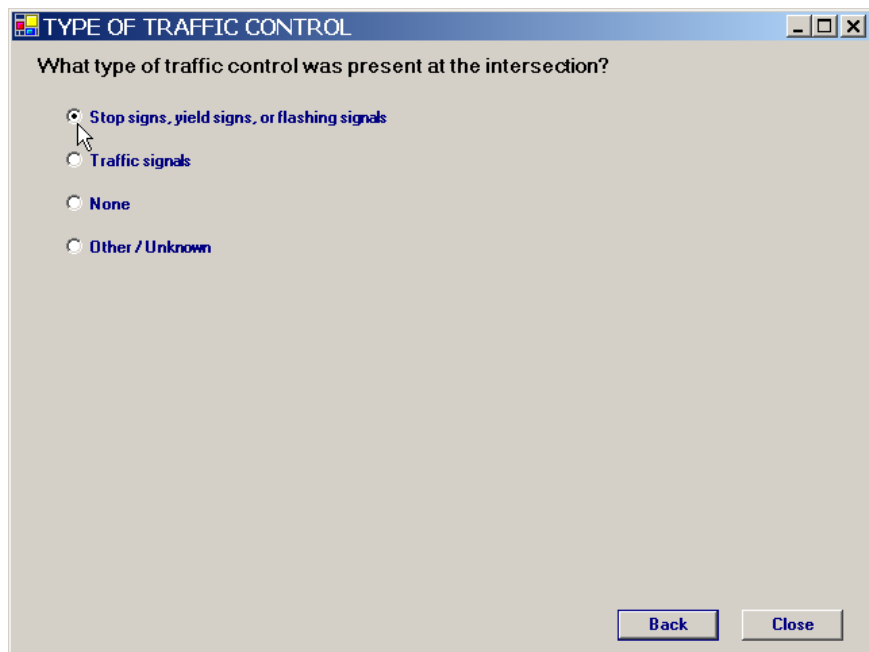 TYPE OF TRAFFIC CONTROL
What type of traffic control was present at the intersection?
Stop signs, yield signs, or flashing signals
Traffic signals
None
Other / Unknown
Back
Close